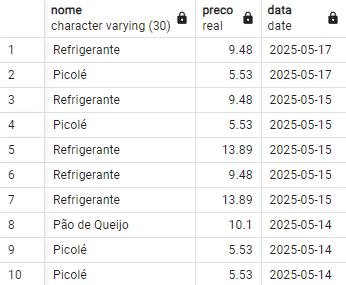 nome preco data
character varying (30) real date
1 Refrigerante 9.48 2025-05-17
2 Picolé 5.53 2025-05-17
3 Refrigerante 9.48 2025-05-15
4 Picolé 5.53 2025-05-15
5 Refrigerante 13.89 2025-05-15
6 Refrigerante 9.48 2025-05-15
7 Refrigerante 13.89 2025-05-15
8 Pão de Queijo 10.1 2025-05-14
9 Picolé 5.53 2025-05-14
10 Picolé 5.53 2025-05-14